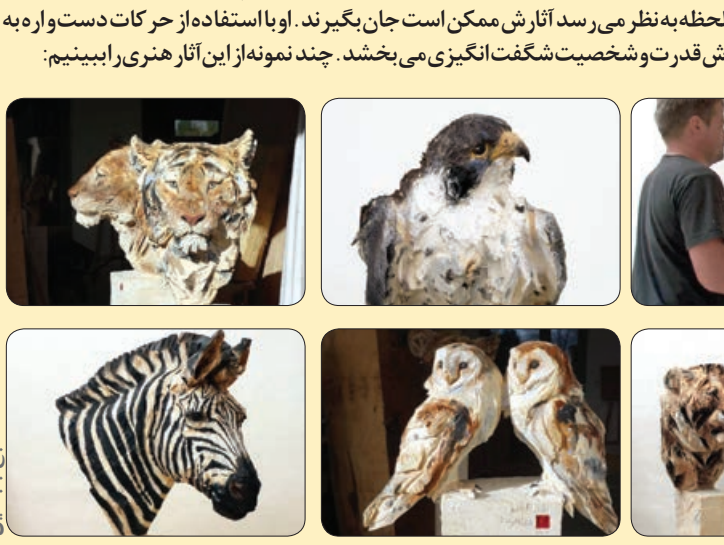 لحظه به نظر می‌رسد آثارش ممکن است جان بگیرند. او با استفاده از حرکات دست واره به
ش قدرت و شخصیت شگفت‌انگیزی می‌بخشد. چند نمونه از این آثار هنری را ببینیم: